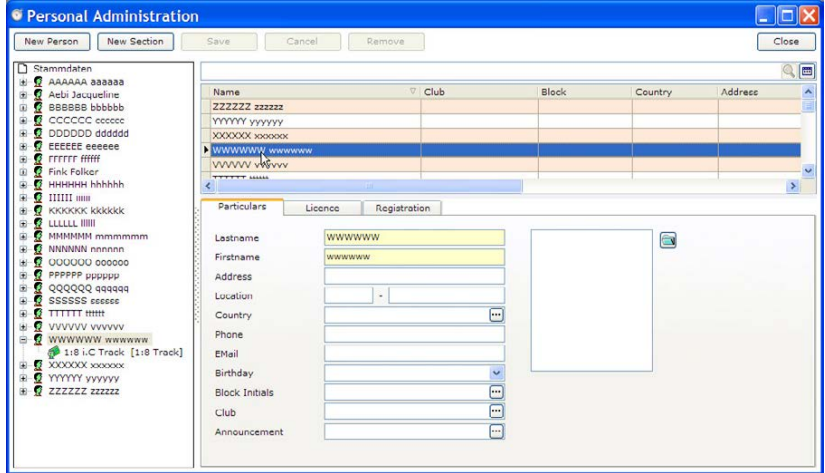 Personal Administration
New Person New Section Save Cancel Remove Close
Stammdaten
AAAAAA aaaaaa
Aebi Jacqueline
BBBBBB bbbbbb
CCCCCC cccccc
DDDDDD dddddd
EEEEEE eeeeee
FFFFFF ffffff
Fink Folker
HHHHHH hhhhhh
IIIIII iiiiii
KKKKKK kkkkkk
LLLLLL llllll
MMMMMM mmmmmm
NNNNNN nnnnnn
OOOOOO oooooo
PPPPPP pppppp
QQQQQQ qqqqqq
SSSSSS ssssss
TTTTTT tttttt
VVVVVV vvvvvv
WWWWWW wwwwww
1:8 i.C Track [1:8 Track]
XXXXXX xxxxxx
YYYYYY yyyyyy
ZZZZZZ zzzzzz
Name Club Block Country Address
ZZZZZZ zzzzzz
YYYYYY yyyyyy
XXXXXX xxxxxx
WWWWWW wwwwww
VVVVVV vvvvvv
TTTTTT tttttt
Particulars Licence Registration
Lastname WWWWWW
Firstname wwwwww
Address
Location -
Country
Phone
EMail
Birthday
Block Initials
Club
Announcement